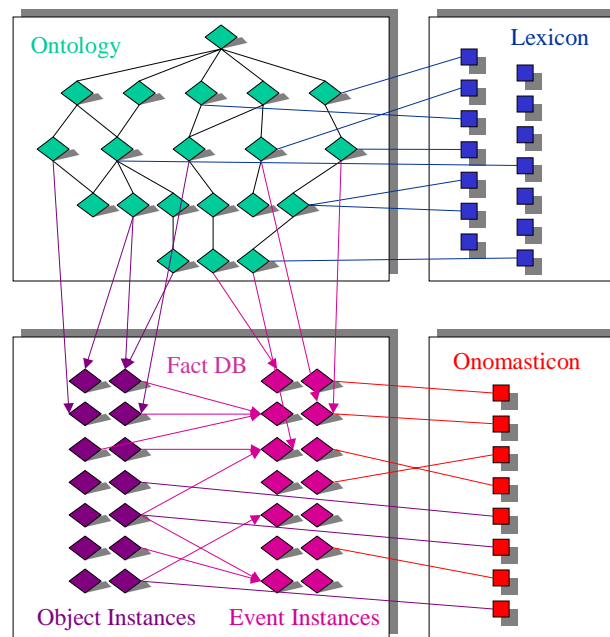 Ontology
Lexicon
Fact DB
Onomasticon
Object Instances
Event Instances